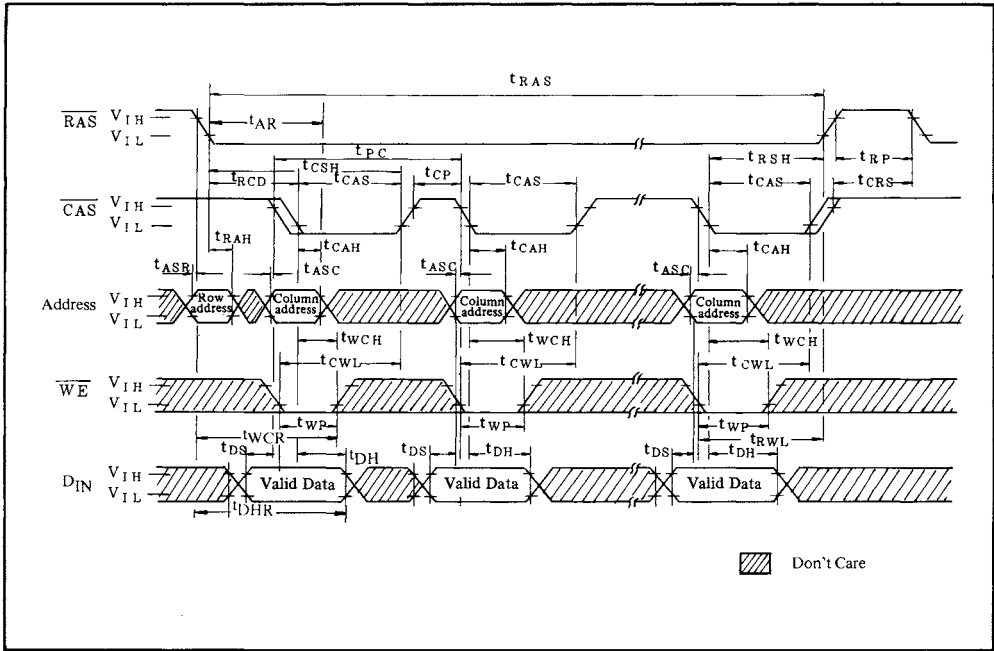 tRAS
RAS VIH
VIL
tAR
tPC
tCSH
tRSH
tRP
tRCD
tCAS
tCP
tCAS
tCAS
tCRS
CAS VIH
VIL
tRAH
tCAH
tCAH
tCAH
tASR
tASC
tASC
tASC
Address VIH
VIL
Row address
Column address
Column address
Column address
tWCH
tWCH
tWCH
tCWL
tCWL
tCWL
WE VIH
VIL
tWP
tWP
tWP
tWCR
tRWL
tDS
tDH
tDS
tDH
tDS
tDH
DIN VIH
VIL
Valid Data
Valid Data
Valid Data
tDHR
Don't Care